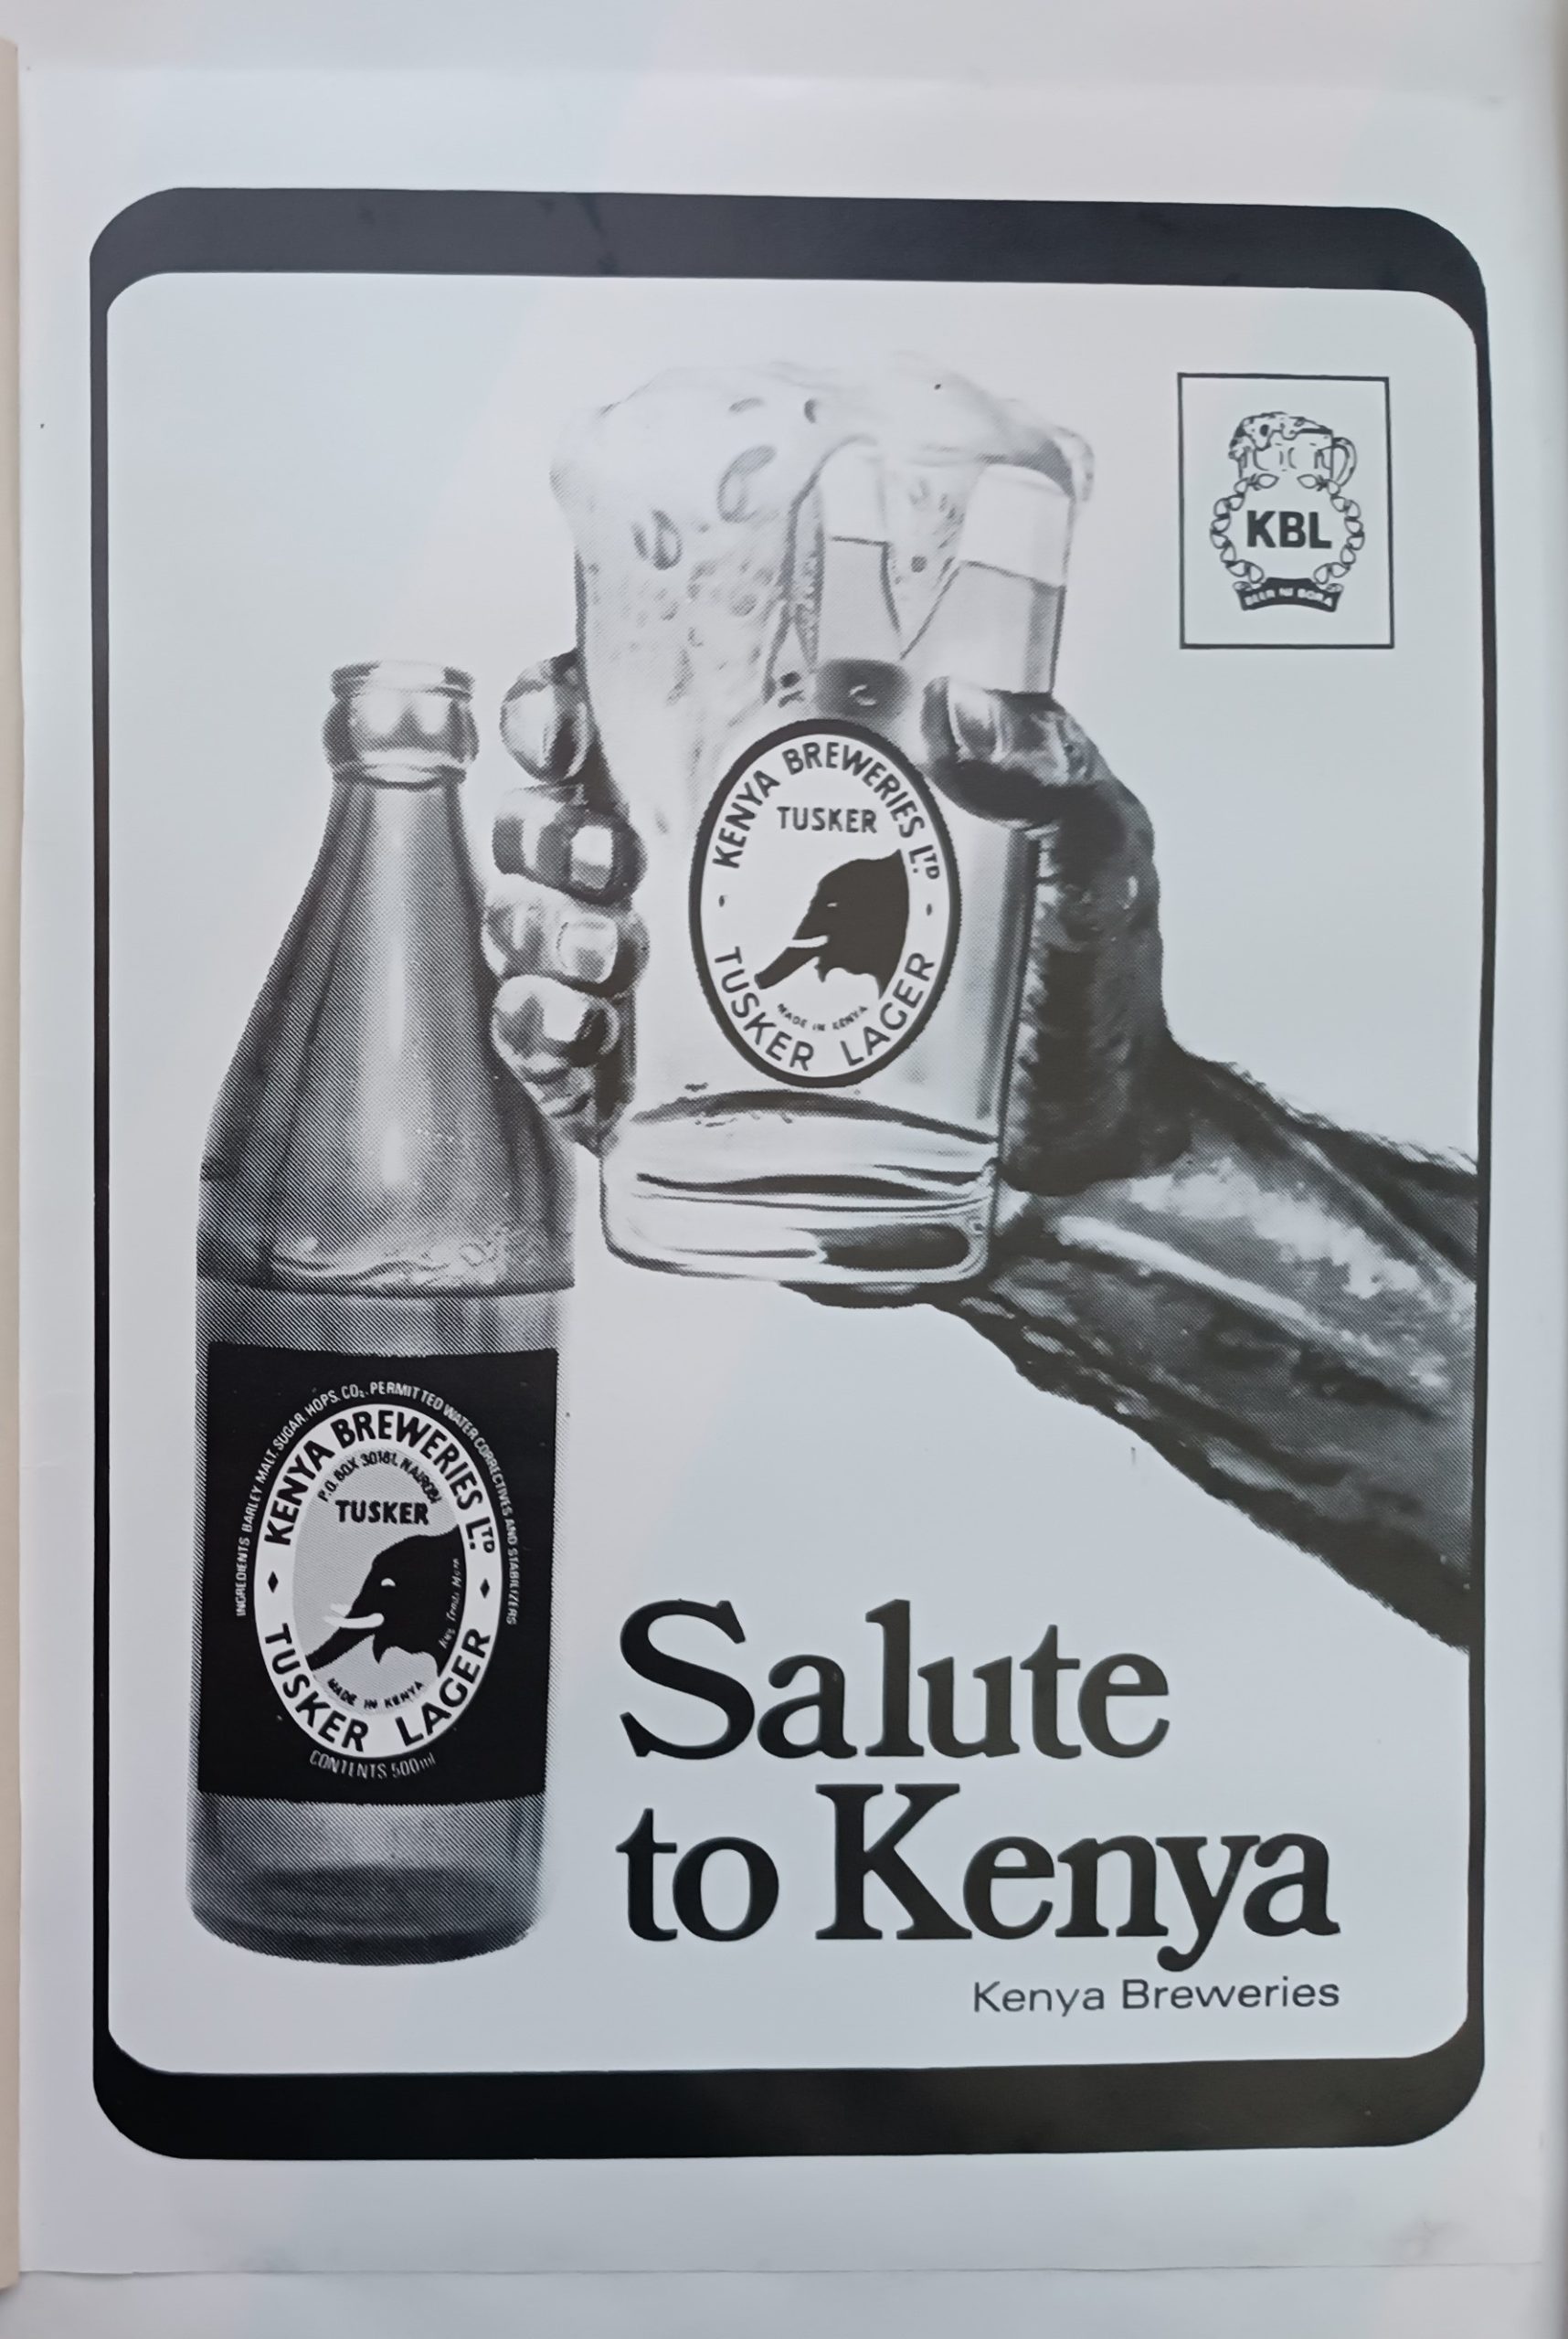 KBL
BEER NI BORA
KENYA BREWERIES LTD
TUSKER
MADE IN KENYA
TUSKER LAGER
INGREDIENTS BARLEY MALT, SUGAR, HOPS, CO2, PERMITTED WATER CORRECTIVES AND STABILIZERS
KENYA BREWERIES LTD
P.O. BOX 30161, NAIROBI
TUSKER
MADE IN KENYA
TUSKER LAGER
CONTENTS 500ml
Salute
to Kenya
Kenya Breweries